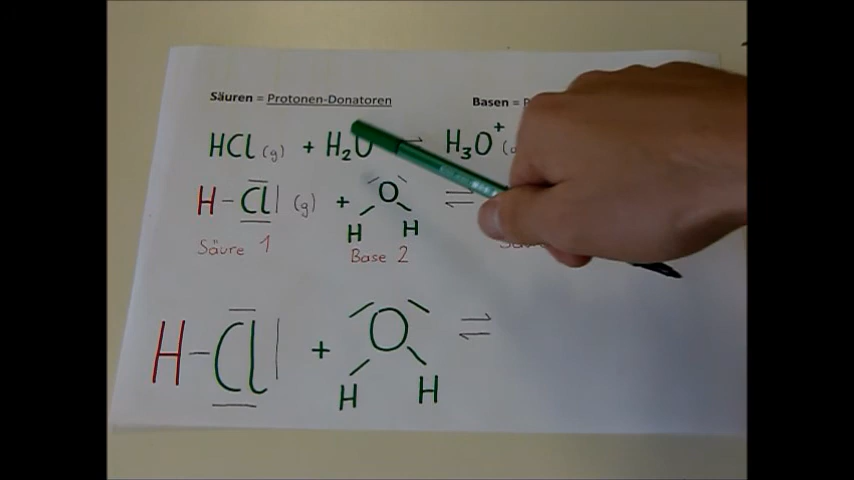 Säuren = Protonen-Donatoren Basen =
HCl (g) + H₂O ⇌ H₃O⁺
H – Cl (g) + O H H ⇌
Säure 1 Base 2
H – Cl + O H H ⇌